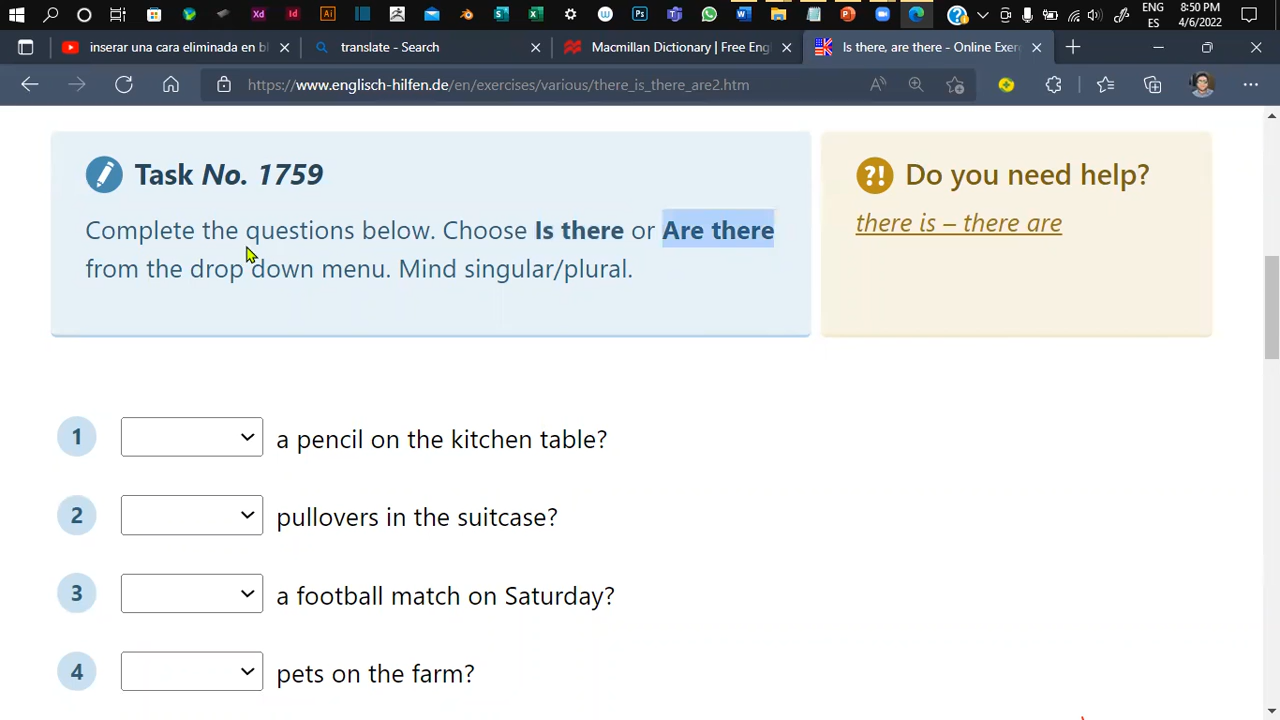 ENG
ES
8:50 PM
4/6/2022
inserir una cara eliminada en bl
translate - Search
Macmillan Dictionary | Free Eng
Is there, are there - Online Exer
https://www.englisch-hilfen.de/en/exercises/various/there_is_there_are2.htm
Task No. 1759
Complete the questions below. Choose Is there or Are there
from the drop down menu. Mind singular/plural.
?! Do you need help?
there is – there are
1 a pencil on the kitchen table?
2 pullovers in the suitcase?
3 a football match on Saturday?
4 pets on the farm?